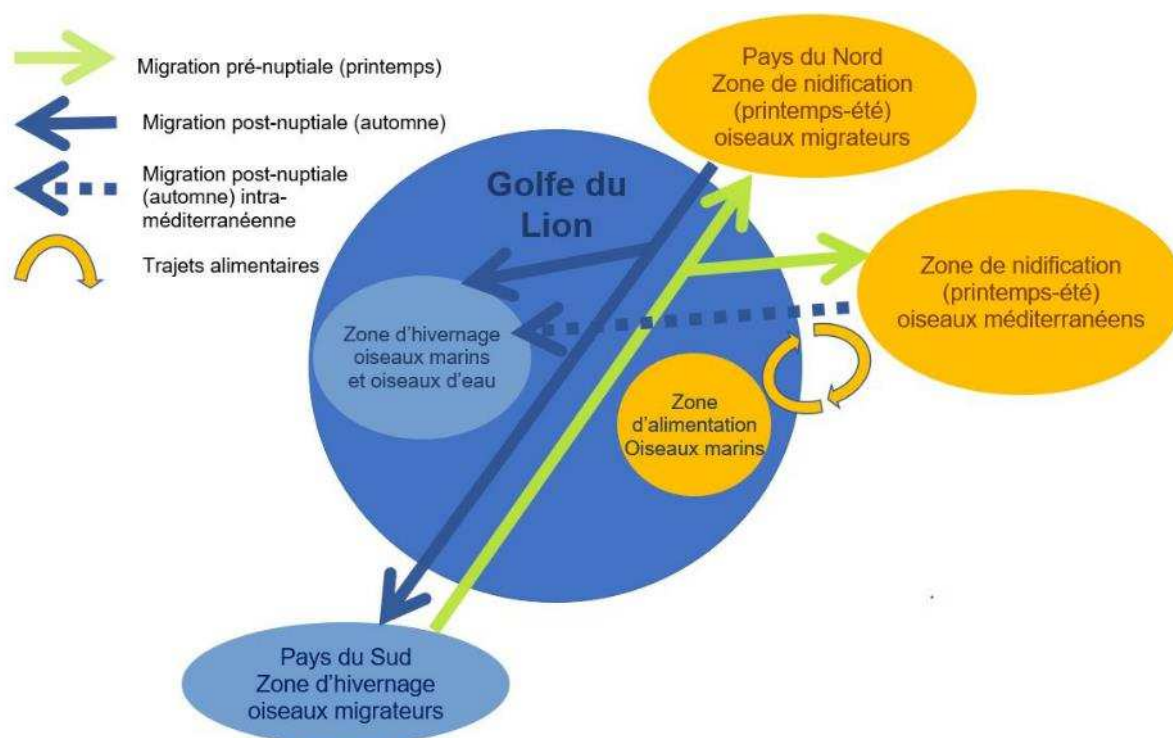 Migration pré-nuptiale (printemps)
Migration post-nuptiale (automne)
Migration post-nuptiale
(automne) intra-
méditerranéenne
Trajets alimentaires
Golfe du
Lion
Pays du Nord
Zone de nidification
(printemps-été)
oiseaux migrateurs
Zone de nidification
(printemps-été)
oiseaux méditerranéens
Zone d'hivernage
oiseaux marins
et oiseaux d'eau
Zone
d'alimentation
Oiseaux marins
Pays du Sud
Zone d'hivernage
oiseaux migrateurs